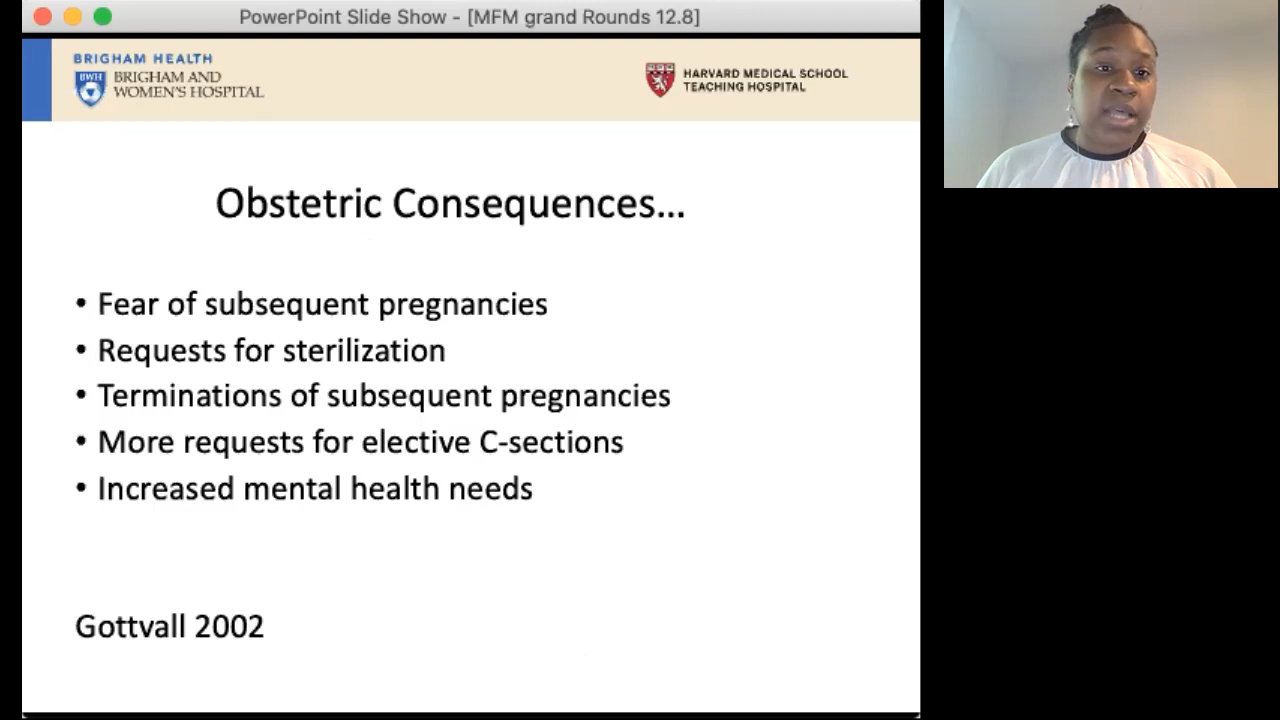 PowerPoint Slide Show - [MFM grand Rounds 12.8]
BRIGHAM HEALTH
BWH
BRIGHAM AND
WOMEN'S HOSPITAL
HARVARD MEDICAL SCHOOL
TEACHING HOSPITAL
Obstetric Consequences...
• Fear of subsequent pregnancies
• Requests for sterilization
• Terminations of subsequent pregnancies
• More requests for elective C-sections
• Increased mental health needs
Gottvall 2002